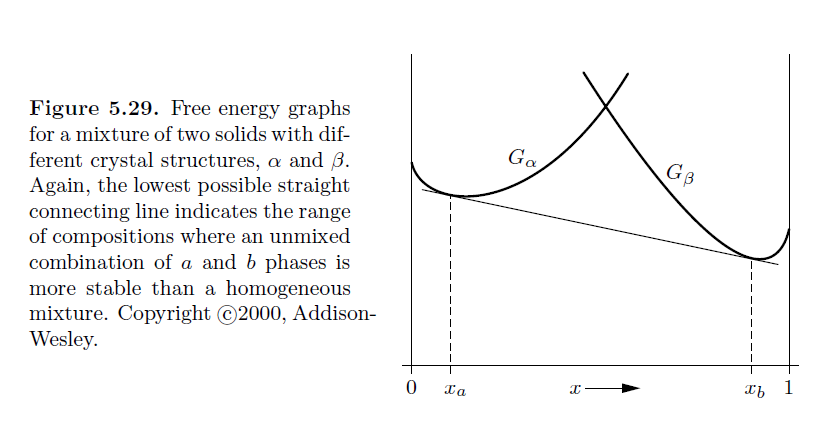 Figure 5.29. Free energy graphs
for a mixture of two solids with dif-
ferent crystal structures, α and β.
Again, the lowest possible straight
connecting line indicates the range
of compositions where an unmixed
combination of a and b phases is
more stable than a homogeneous
mixture. Copyright ©2000, Addison-
Wesley.
Gα
Gβ
0 xa x xb 1